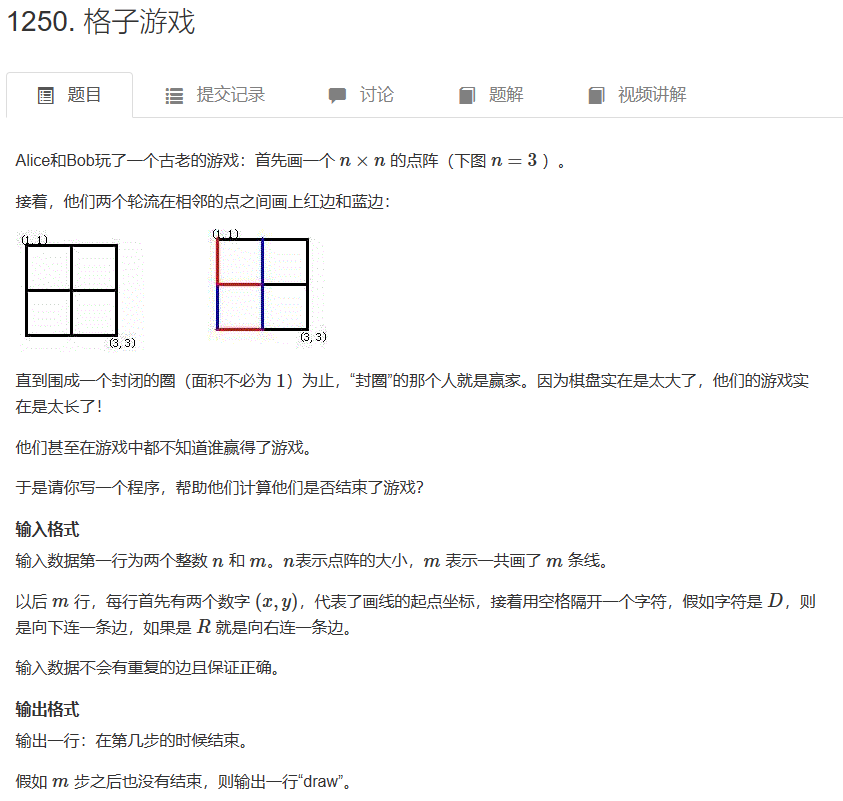 1250. 格子游戏
题目 提交记录 讨论 题解 视频讲解
Alice和Bob玩了一个古老的游戏：首先画一个 n × n 的点阵（下图 n = 3 ）。
接着，他们两个轮流在相邻的点之间画上红边和蓝边：
(1, 1) (1, 1)
(3, 3) (3, 3)
直到围成一个封闭的圈（面积不必为 1）为止，“封圈”的那个人就是赢家。因为棋盘实在是太大了，他们的游戏实
在是太长了！
他们甚至在游戏中都不知道谁赢得了游戏。
于是请你写一个程序，帮助他们计算他们是否结束了游戏？
输入格式
输入数据第一行为两个整数 n 和 m。n表示点阵的大小，m 表示一共画了 m 条线。
以后 m 行，每行首先有两个数字 (x, y)，代表了画线的起点坐标，接着用空格隔开一个字符，假如字符是 D，则
是向下连一条边，如果是 R 就是向右连一条边。
输入数据不会有重复的边且保证正确。
输出格式
输出一行：在第几步的时候结束。
假如 m 步之后也没有结束，则输出一行“draw”。